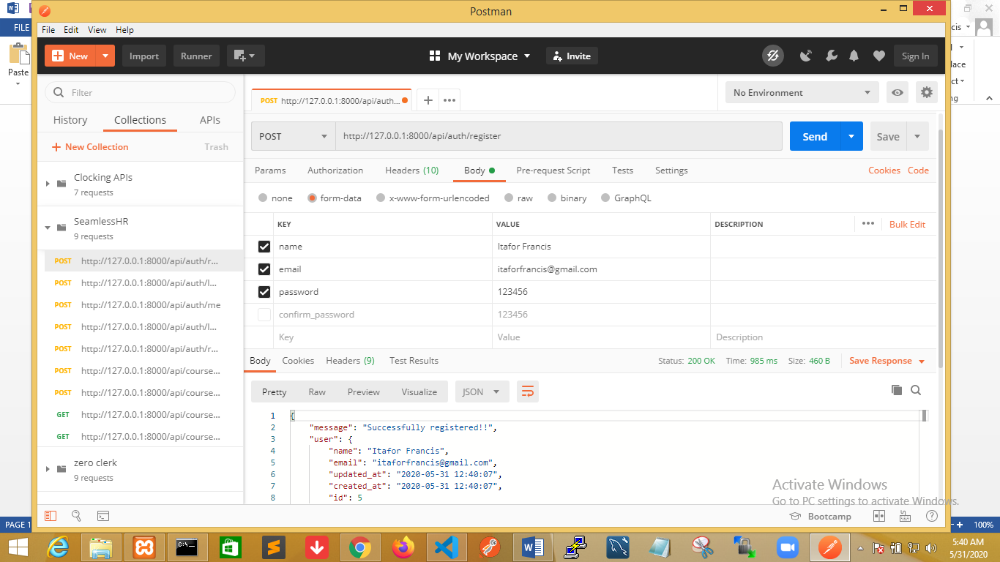 Postman
FILE
File Edit View Help
cis
Paste
New
Import
Runner
My Workspace
Invite
Sign In
Filter
POST http://127.0.0.1:8000/api/auth...
No Environment
History Collections APIs
POST
http://127.0.0.1:8000/api/auth/register
Send
Save
New Collection
Trash
Params Authorization Headers (10) Body Pre-request Script Tests Settings Cookies Code
Clocking APIs
7 requests
none form-data x-www-form-urlencoded raw binary GraphQL
SeamlessHR
9 requests
KEY VALUE DESCRIPTION Bulk Edit
name Itafor Francis
email itaforfrancis@gmail.com
password 123456
confirm_password 123456
Key Value Description
POST http://127.0.0.1:8000/api/auth/r...
POST http://127.0.0.1:8000/api/auth/l...
POST http://127.0.0.1:8000/api/auth/me
POST http://127.0.0.1:8000/api/auth/l...
POST http://127.0.0.1:8000/api/auth/r...
POST http://127.0.0.1:8000/api/course...
POST http://127.0.0.1:8000/api/course...
GET http://127.0.0.1:8000/api/course...
GET http://127.0.0.1:8000/api/course...
zero clerk
9 requests
Body Cookies Headers (9) Test Results Status: 200 OK Time: 985 ms Size: 460 B Save Response
Pretty Raw Preview Visualize JSON
1 {
2 "message": "Successfully registered!!",
3 "user": {
4 "name": "Itafor Francis",
5 "email": "itaforfrancis@gmail.com",
6 "updated_at": "2020-05-31 12:40:07",
7 "created_at": "2020-05-31 12:40:07",
8 "id": 5
Activate Windows
Go to PC settings to activate Windows.
Bootcamp
PAGE 1
100%
5:40 AM
5/31/2020